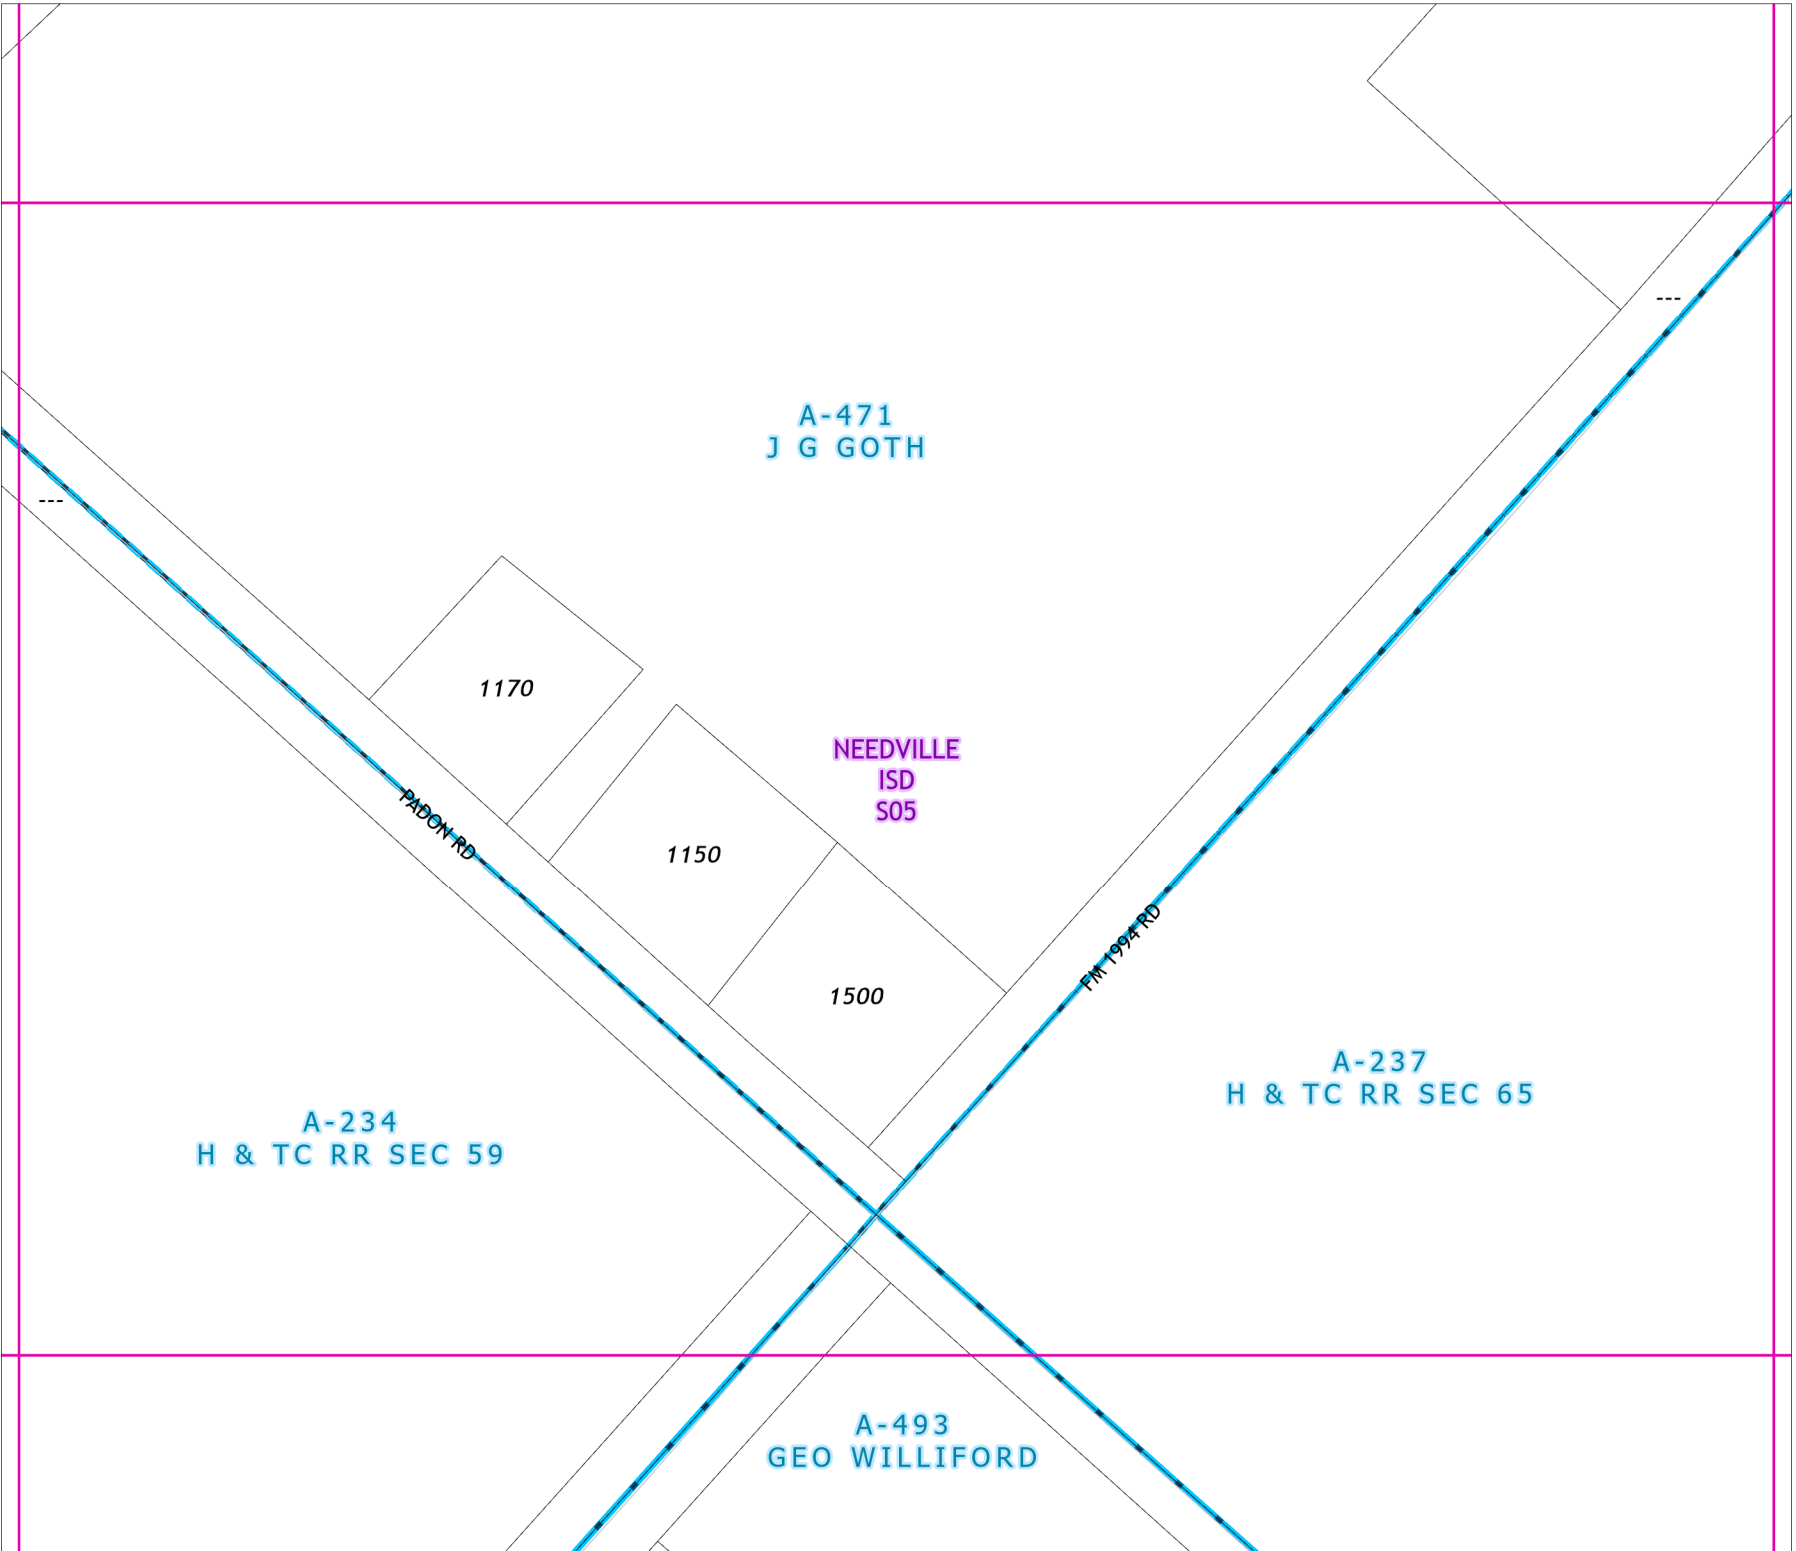 ---
A-471
J G GOTH
---
1170
NEEDVILLE
ISD
S05
PADON RD
1150
FM 1994 RD
1500
A-237
H & TC RR SEC 65
A-234
H & TC RR SEC 59
A-493
GEO WILLIFORD